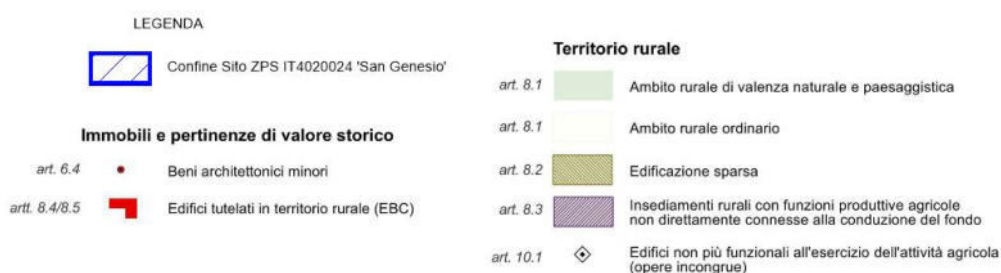 LEGENDA
Confine Sito ZPS IT4020024 'San Genesio'
Immobili e pertinenze di valore storico
art. 6.4 Beni architettonici minori
artt. 8.4/8.5 Edifici tutelati in territorio rurale (EBC)
Territorio rurale
art. 8.1 Ambito rurale di valenza naturale e paesaggistica
art. 8.1 Ambito rurale ordinario
art. 8.2 Edificazione sparsa
art. 8.3 Insediamenti rurali con funzioni produttive agricole
non direttamente connesse alla conduzione del fondo
art. 10.1 Edifici non più funzionali all'esercizio dell'attività agricola
(opere incongrue)